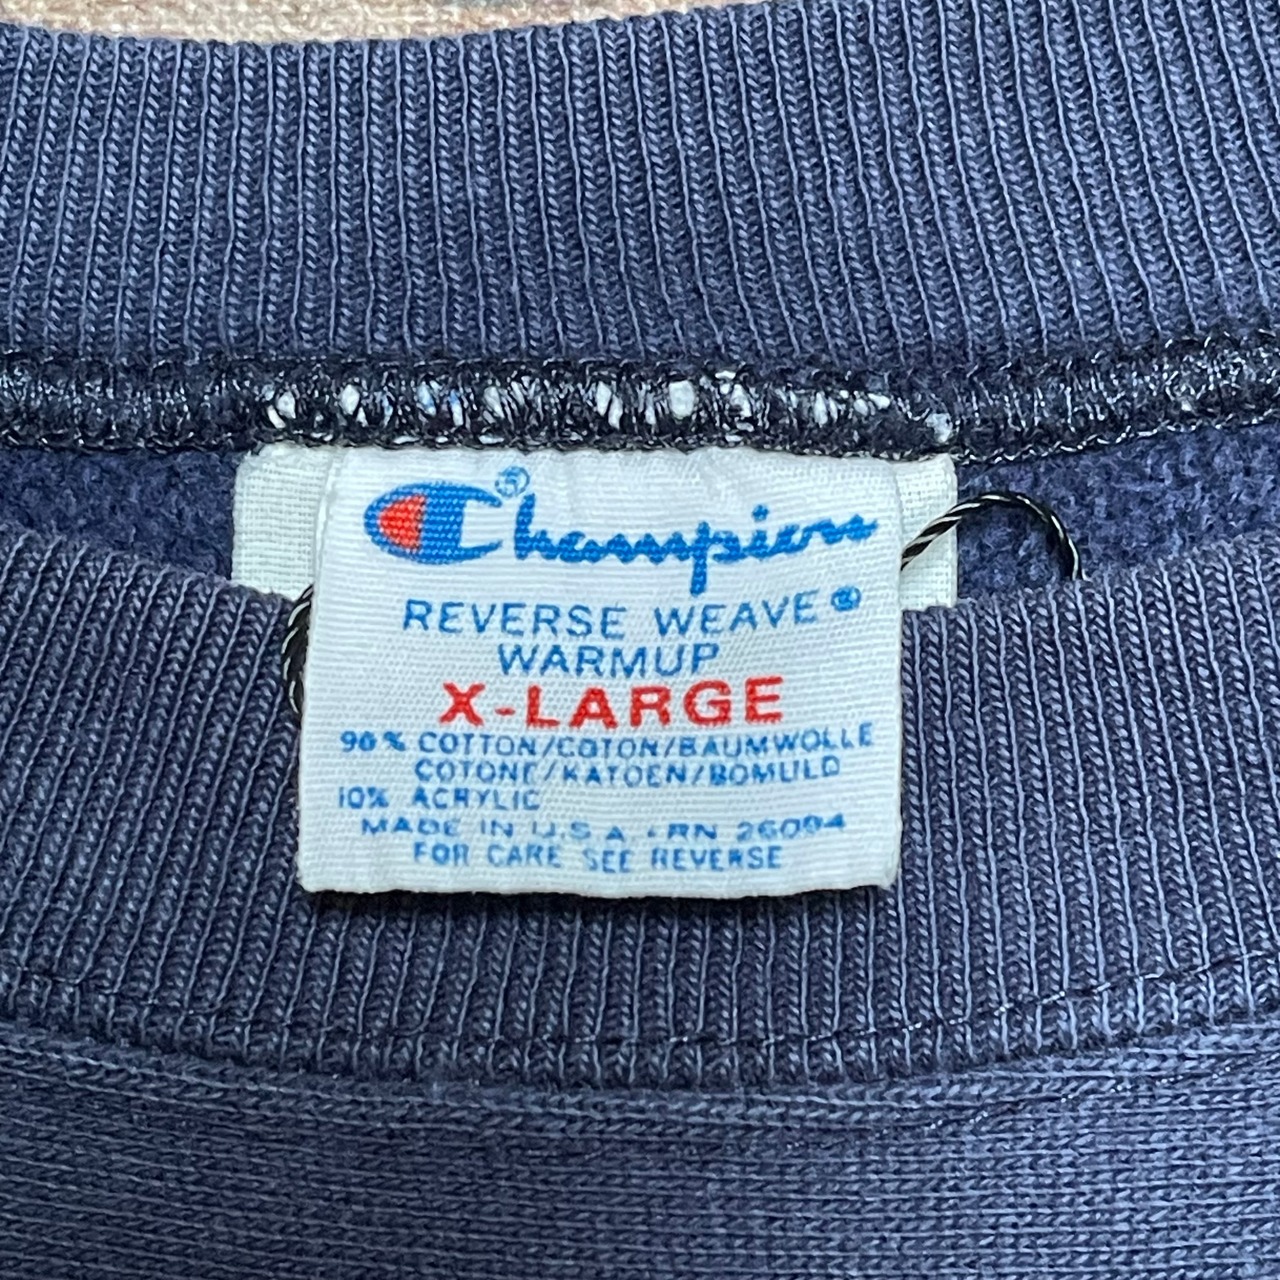 Champion®
REVERSE WEAVE®
WARMUP
X-LARGE
90% COTTON/COTON/BAUMWOLLE
COTONE/KATOEN/BOMULD
10% ACRYLIC
MADE IN U.S.A. • RN 26094
FOR CARE SEE REVERSE